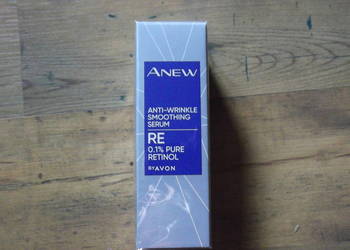 ANEW
ANTI-WRINKLE
SMOOTHING
SERUM
RE
0.1% PURE
RETINOL
BY AVON